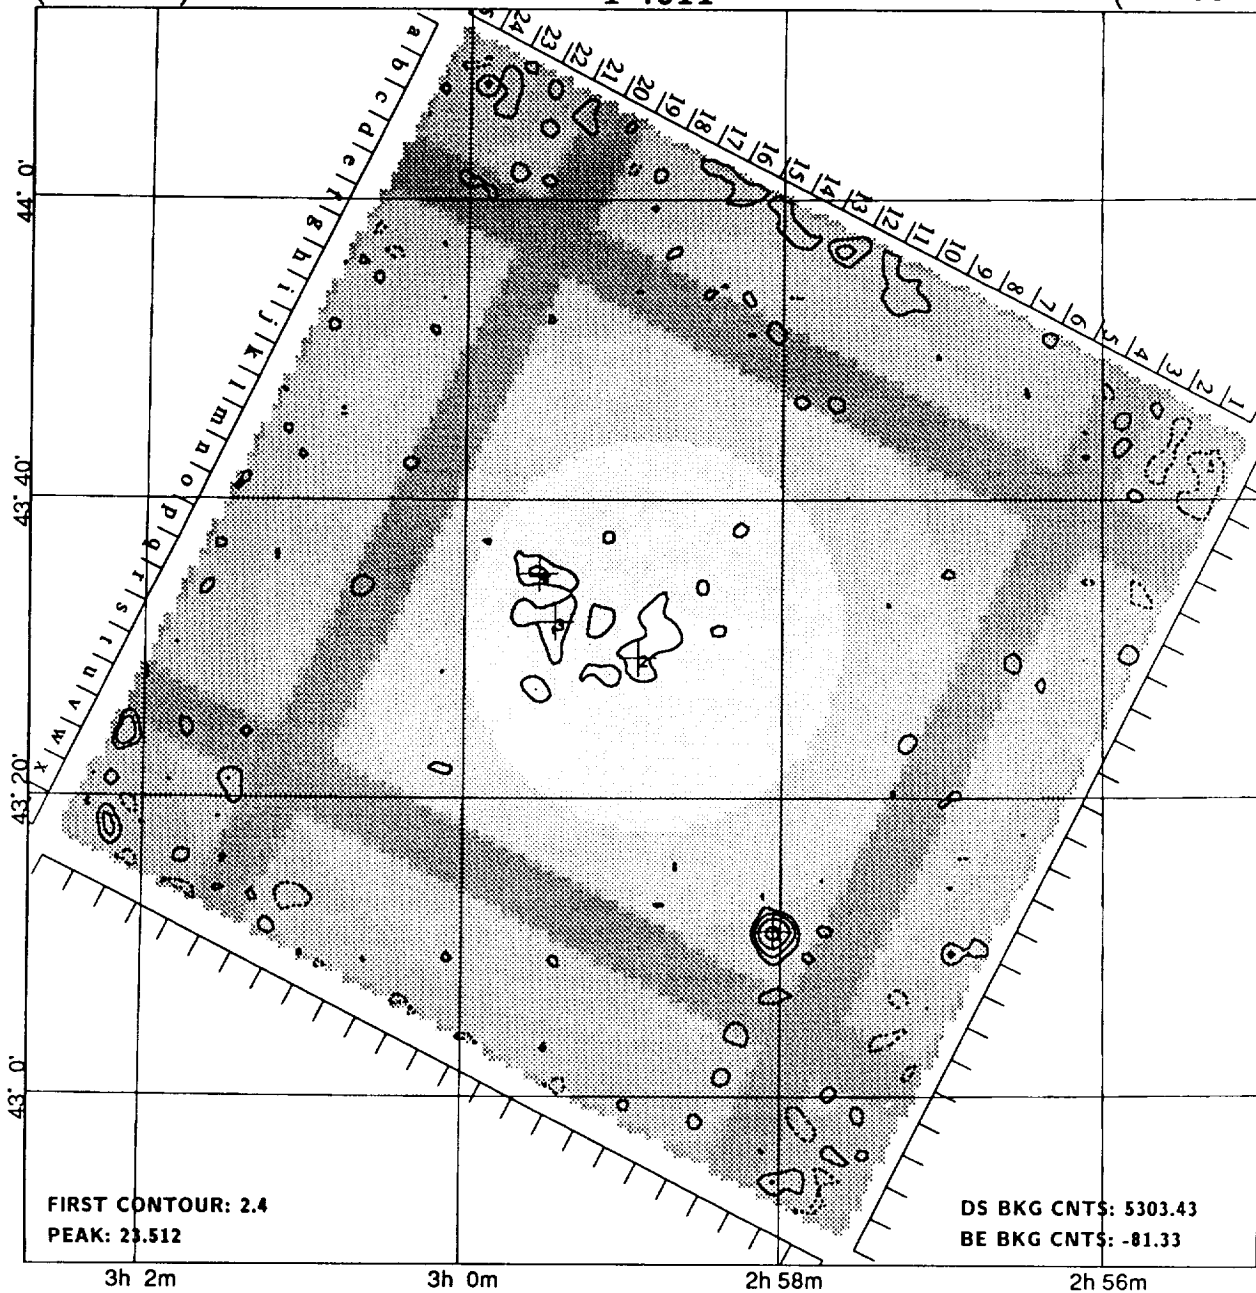 a b c d e f g h i j k l m n o p q r s t u v w x
24 23 22 21 20 19 18 17 16 15 14 13 12 11 10 9 8 7 6 5 4 3 2 1
44° 0'
43° 40'
43° 20'
43° 0'
3
2
FIRST CONTOUR: 2.4
PEAK: 23.512
DS BKG CNTS: 5303.43
BE BKG CNTS: -81.33
3h 2m
3h 0m
2h 58m
2h 56m